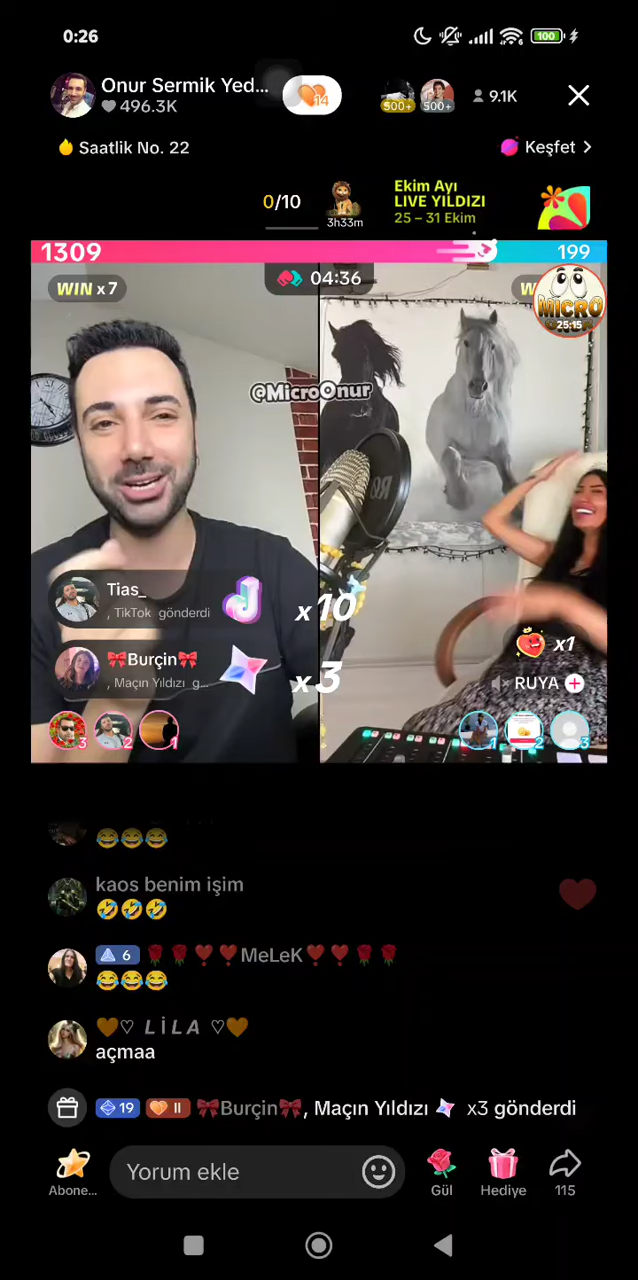 0:26
100
Onur Sermik Yed...
496.3K
14
500+
500+
9.1K
Saatlik No. 22
Keşfet
0/10
3h33m
Ekim Ayı
LIVE YILDIZI
25 – 31 Ekim
1309
199
WIN x7
04:36
MICRO
25:15
@MicroOnur
Tias_
, TikTok gönderdi
x10
🎀Burçin🎀
, Maçın Yıldızı g...
x3
x1
RUYA
3
2
1
1
2
3
😂😂😂
kaos benim işim
🤣🤣🤣
6 🌹🌹❣❣MeLeK❣❣🌹🌹
😂😂😂
🧡♡ LİLA ♡🧡
açmaa
19 II 🎀Burçin🎀, Maçın Yıldızı x3 gönderdi
Abone...
Yorum ekle
Gül
Hediye
115